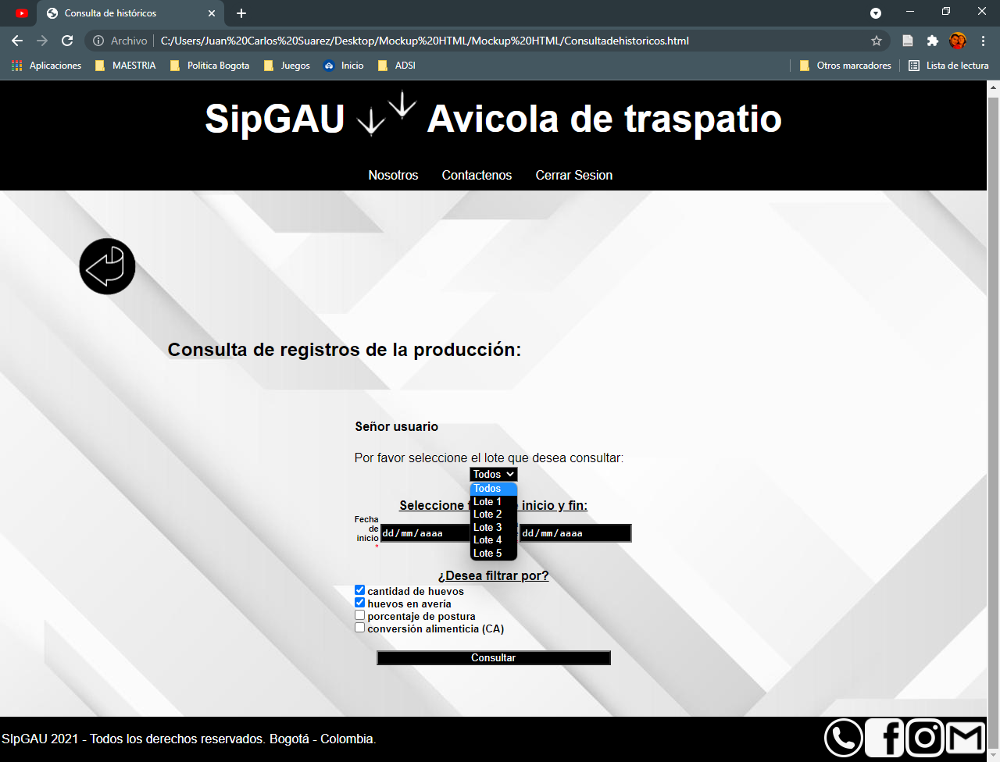 Consulta de históricos
Archivo C:/Users/Juan%20Carlos%20Suarez/Desktop/Mockup%20HTML/Mockup%20HTML/Consultadehistoricos.html
Aplicaciones MAESTRIA Politica Bogota Juegos Inicio ADSI Otros marcadores Lista de lectura
SipGAU Avicola de traspatio
Nosotros Contactenos Cerrar Sesion
Consulta de registros de la producción:
Señor usuario
Por favor seleccione el lote que desea consultar:
Todos
Todos
Lote 1
Seleccione inicio y fin:
Lote 2
Fecha de inicio * dd/mm/aaaa dd/mm/aaaa
Lote 3
Lote 4
Lote 5
¿Desea filtrar por?
cantidad de huevos
huevos en avería
porcentaje de postura
conversión alimenticia (CA)
Consultar
SIpGAU 2021 - Todos los derechos reservados. Bogotá - Colombia.